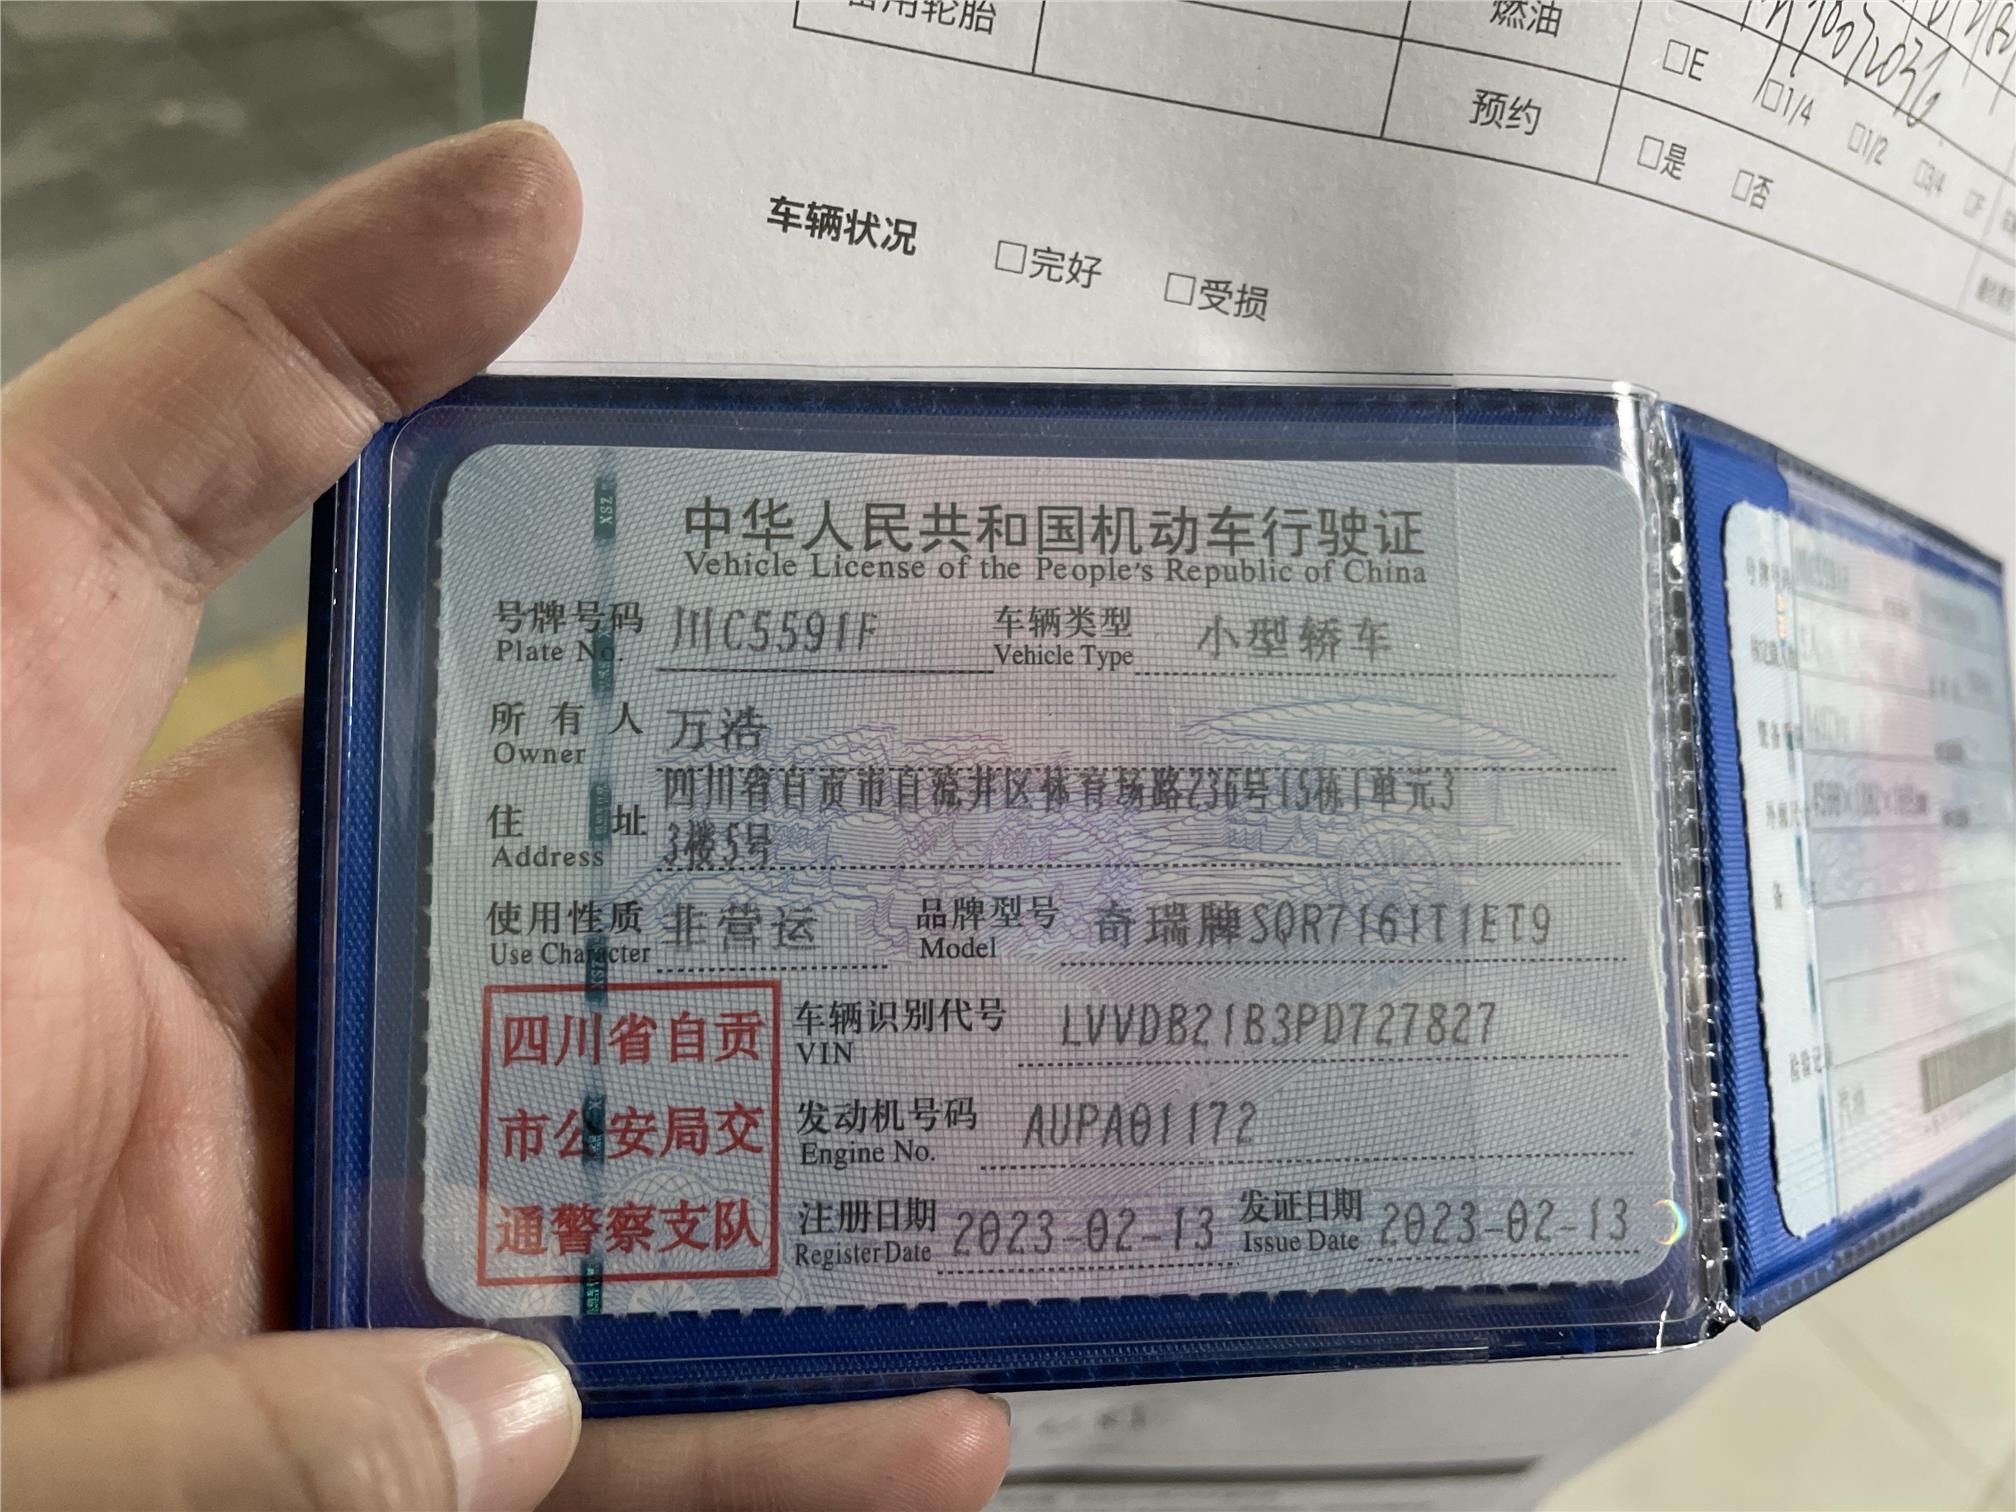 备用轮胎
燃油
□E □1/4 □1/2 □3/4 □F
预约
□是 □否
车辆状况 □完好 □受损
中华人民共和国机动车行驶证
Vehicle License of the People's Republic of China
号牌号码 川C5591F 车辆类型 小型轿车
Plate No. Vehicle Type
所有人 万浩
Owner
四川省自贡市自流井区体育场路236号15栋1单元3
住址 3楼5号
Address
使用性质 非营运 品牌型号 奇瑞牌SQR7161T1ET9
Use Character Model
四川省自贡
市公安局交
通警察支队
车辆识别代号 LVVDB21B3PD727827
VIN
发动机号码 AUPA01172
Engine No.
注册日期 2023-02-13 发证日期 2023-02-13
Register Date Issue Date